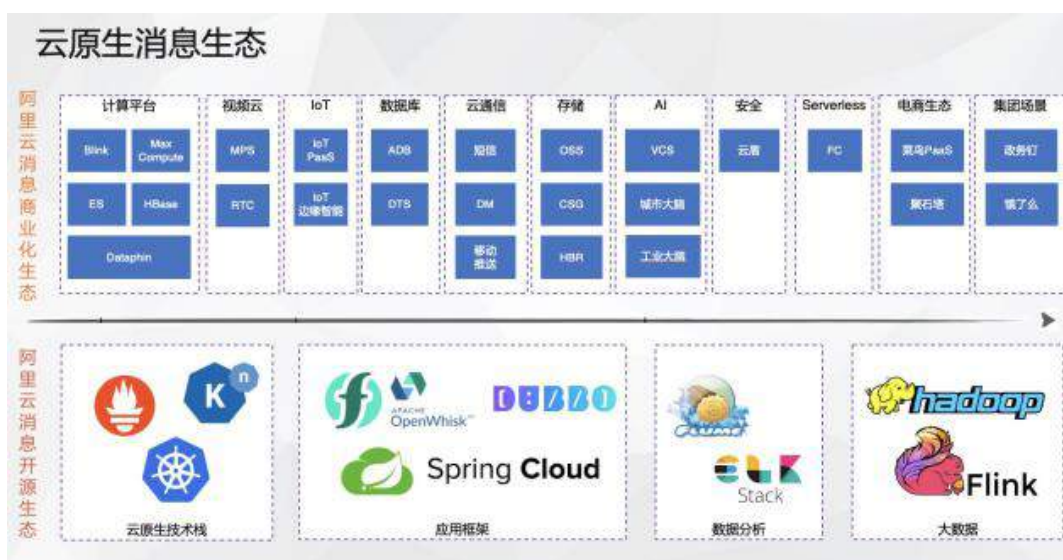 云原生消息生态
阿里云消息商业化生态
计算平台
Blink
Max Compute
ES
HBase
Dataphin
视频云
MPS
RTC
IoT
IoT PaaS
IoT 边缘智能
数据库
ADB
DTS
云通信
短信
DM
移动推送
存储
OSS
CSG
HBR
AI
VCS
城市大脑
工业大脑
安全
云盾
Serverless
FC
电商生态
菜鸟PaaS
聚石塔
集团场景
政务钉
饿了么
阿里云消息开源生态
K n
云原生技术栈
APACHE
OpenWhisk
DUBBO
Spring Cloud
应用框架
FLUME
ELK
Stack
数据分析
hadoop
Flink
大数据